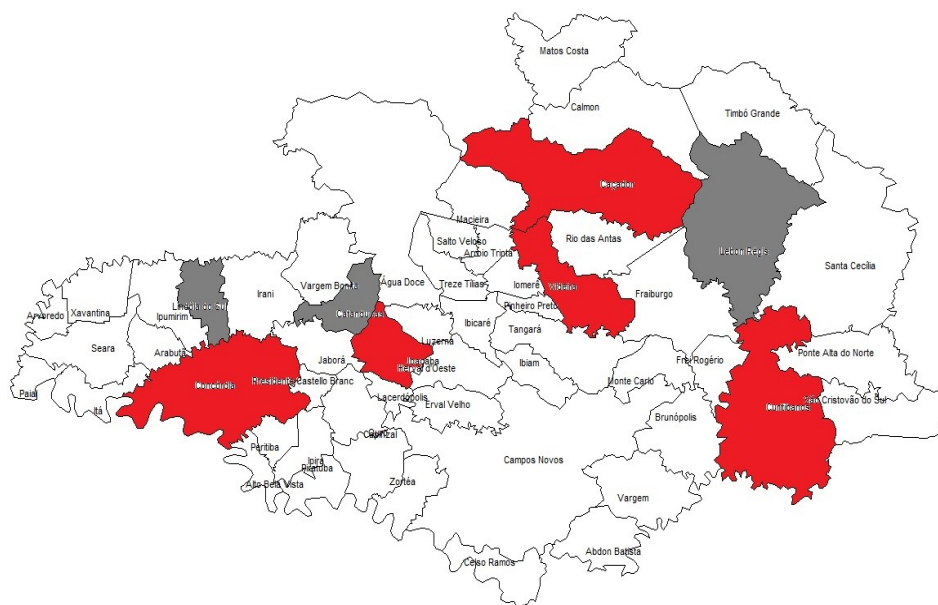 Matos Costa
Calmon
Timbó Grande
Caçador
Macieira
Salto Veloso
Arroio Trinta
Rio das Antas
Lebon Régis
Santa Cecília
Água Doce
Treze Tílias
Iomerê
Videira
Fraiburgo
Vargem Bonita
Irani
Lindóia do Sul
Catanduvas
Pinheiro Preto
Arvoredo
Xavantina
Ipumirim
Ibicaré
Tangará
Luzerna
Seara
Arabutã
Jaborá
Joaçaba
Herval d'Oeste
Ibiam
Frei Rogério
Ponte Alta do Norte
Paial
Concórdia
Presidente Castello Branc
Monte Carlo
Itá
Lacerdópolis
Erval Velho
Curitibanos
São Cristovão do Sul
Brunópolis
Ouro
Capinzal
Peritiba
Ipira
Piratuba
Campos Novos
Alto Bela Vista
Zortéa
Vargem
Abdon Batista
Celso Ramos